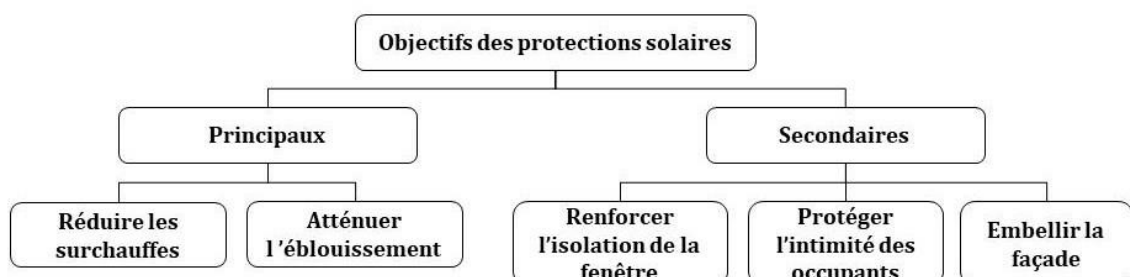 Objectifs des protections solaires
Principaux
Secondaires
Réduire les
surchauffes
Atténuer
l 'éblouissement
Renforcer
l'isolation de la
fenêtre
Protéger
l'intimité des
occupants
Embellir la
façade